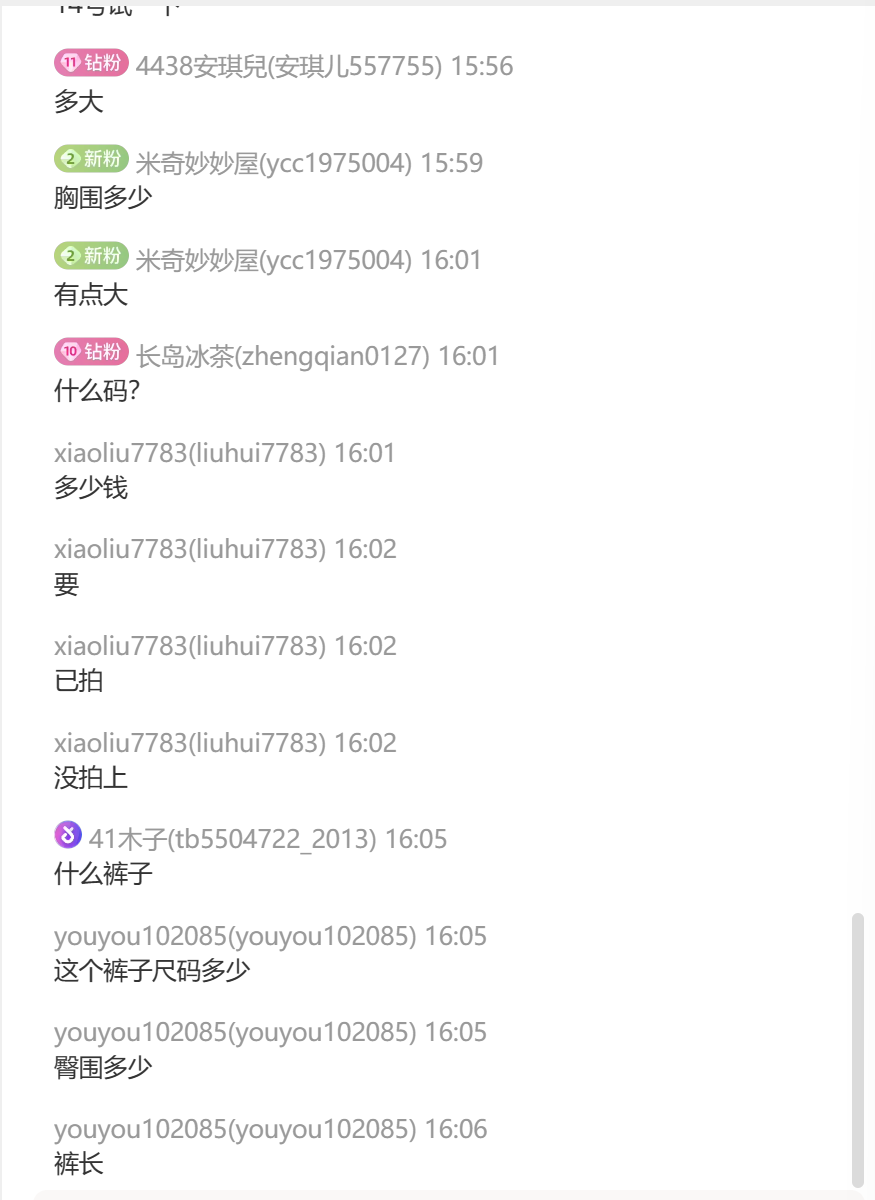 14号试一下
11 钻粉 4438安琪兒(安琪儿557755) 15:56
多大
2 新粉 米奇妙妙屋(ycc1975004) 15:59
胸围多少
2 新粉 米奇妙妙屋(ycc1975004) 16:01
有点大
10 钻粉 长岛冰茶(zhengqian0127) 16:01
什么码?
xiaoliu7783(liuhui7783) 16:01
多少钱
xiaoliu7783(liuhui7783) 16:02
要
xiaoliu7783(liuhui7783) 16:02
已拍
xiaoliu7783(liuhui7783) 16:02
没拍上
41木子(tb5504722_2013) 16:05
什么裤子
youyou102085(youyou102085) 16:05
这个裤子尺码多少
youyou102085(youyou102085) 16:05
臀围多少
youyou102085(youyou102085) 16:06
裤长